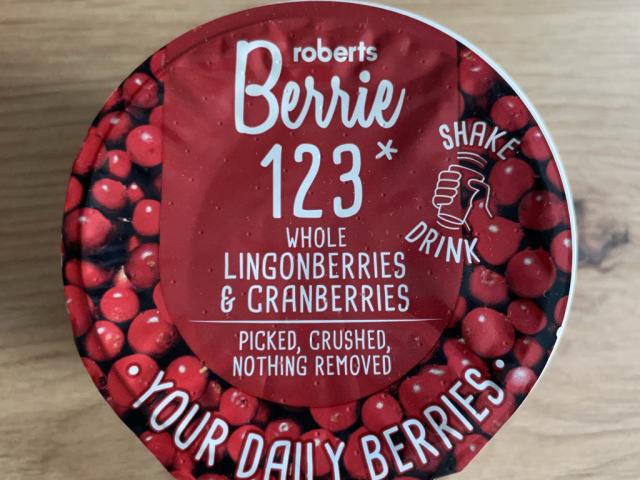 roberts
Berrie
123*
WHOLE
LINGONBERRIES
& CRANBERRIES
PICKED, CRUSHED,
NOTHING REMOVED
SHAKE
DRINK
• YOUR DAILY BERRIES •